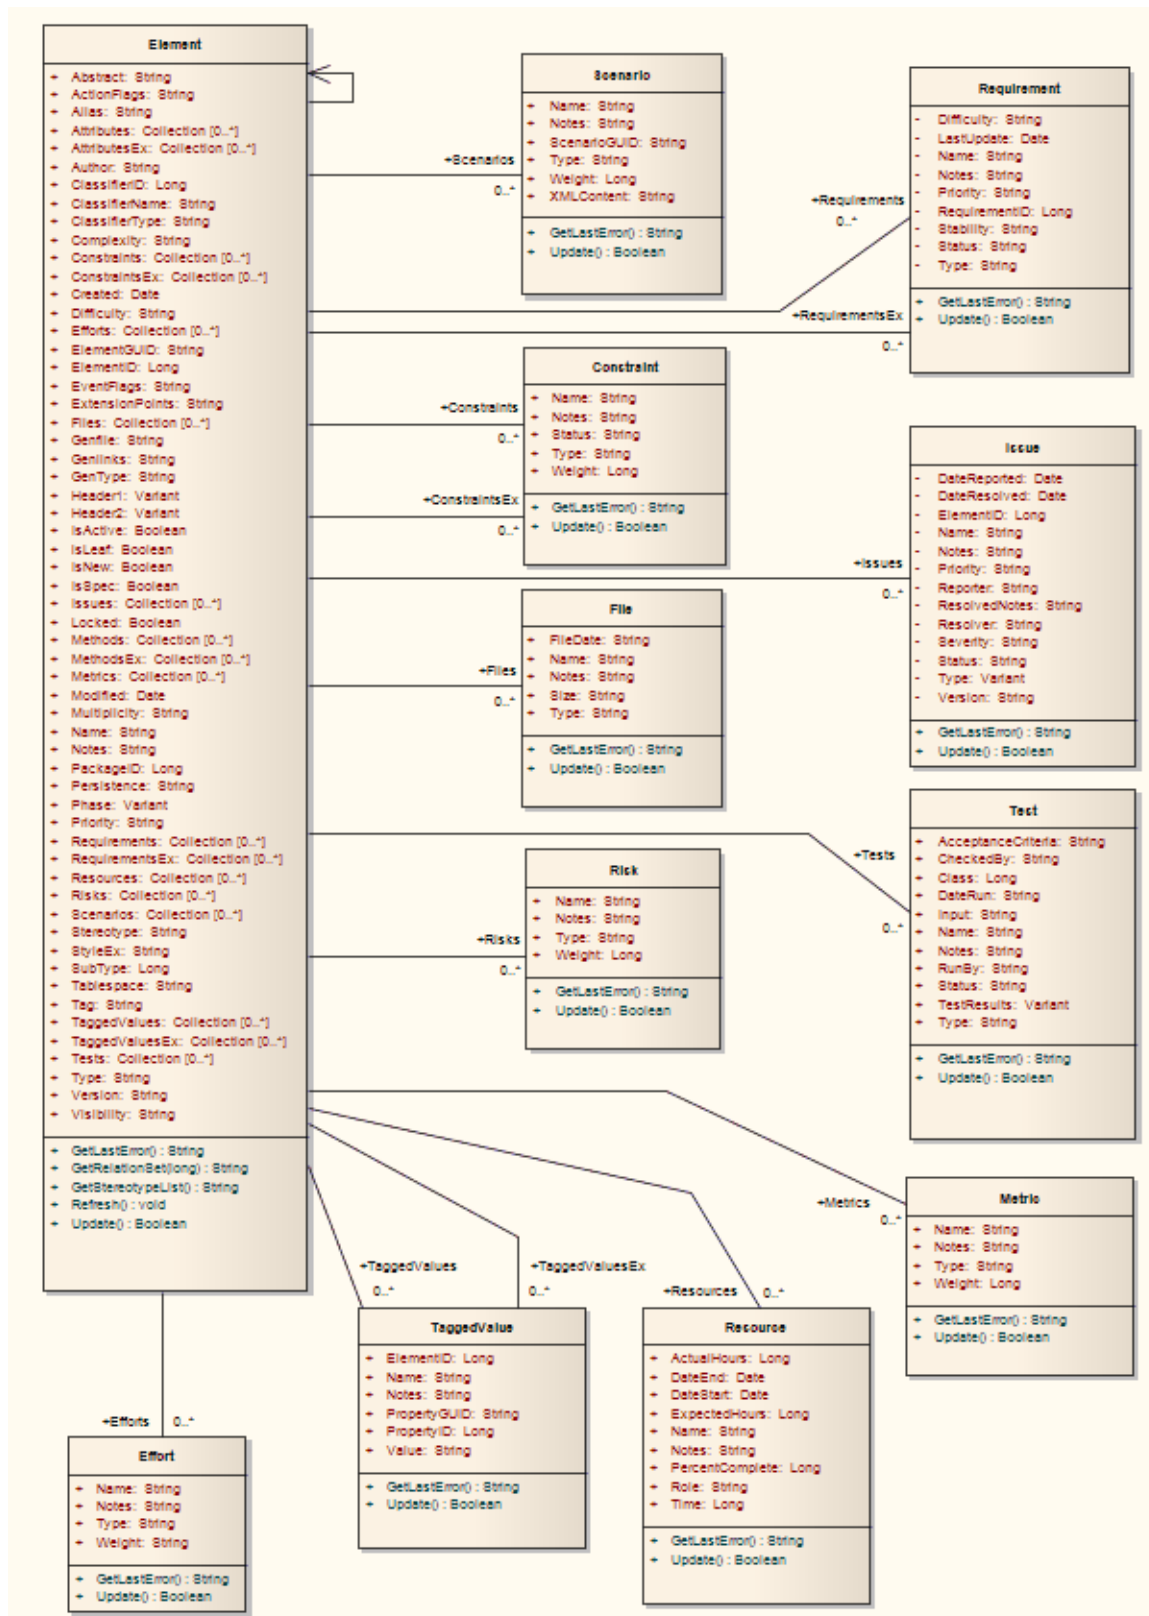 Element
+ Abstract: String
+ ActionFlags: String
+ Alias: String
+ Attributes: Collection [0..*]
+ AttributesEx: Collection [0..*]
+ Author: String
+ ClassifierID: Long
+ ClassifierName: String
+ ClassifierType: String
+ Complexity: String
+ Constraints: Collection [0..*]
+ ConstraintsEx: Collection [0..*]
+ Created: Date
+ Difficulty: String
+ Efforts: Collection [0..*]
+ ElementGUID: String
+ ElementID: Long
+ EventFlags: String
+ ExtensionPoints: String
+ Files: Collection [0..*]
+ Genfile: String
+ Genlinks: String
+ GenType: String
+ Header1: Variant
+ Header2: Variant
+ IsActive: Boolean
+ IsLeaf: Boolean
+ IsNew: Boolean
+ IsSpec: Boolean
+ Issues: Collection [0..*]
+ Locked: Boolean
+ Methods: Collection [0..*]
+ MethodsEx: Collection [0..*]
+ Metrics: Collection [0..*]
+ Modified: Date
+ Multiplicity: String
+ Name: String
+ Notes: String
+ PackageID: Long
+ Persistence: String
+ Phase: Variant
+ Priority: String
+ Requirements: Collection [0..*]
+ RequirementsEx: Collection [0..*]
+ Resources: Collection [0..*]
+ Risks: Collection [0..*]
+ Scenarios: Collection [0..*]
+ Stereotype: String
+ StyleEx: String
+ SubType: Long
+ Tablespace: String
+ Tag: String
+ TaggedValues: Collection [0..*]
+ TaggedValuesEx: Collection [0..*]
+ Tests: Collection [0..*]
+ Type: String
+ Version: String
+ Visibility: String
+ GetLastError() : String
+ GetRelationSet(long) : String
+ GetStereotypeList() : String
+ Refresh() : void
+ Update() : Boolean
+Scenarios
0..*
Scenario
+ Name: String
+ Notes: String
+ ScenarioGUID: String
+ Type: String
+ Weight: Long
+ XMLContent: String
+ GetLastError() : String
+ Update() : Boolean
+Requirements
0..*
+RequirementsEx
0..*
Requirement
- Difficulty: String
- LastUpdate: Date
- Name: String
- Notes: String
- Priority: String
- RequirementID: Long
- Stability: String
- Status: String
- Type: String
+ GetLastError() : String
+ Update() : Boolean
+Constraints
0..*
+ConstraintsEx
0..*
Constraint
+ Name: String
+ Notes: String
+ Status: String
+ Type: String
+ Weight: Long
+ GetLastError() : String
+ Update() : Boolean
+Issues
0..*
Issue
- DateReported: Date
- DateResolved: Date
- ElementID: Long
- Name: String
- Notes: String
- Priority: String
- Reporter: String
- ResolvedNotes: String
- Resolver: String
- Severity: String
- Status: String
- Type: Variant
- Version: String
+ GetLastError() : String
+ Update() : Boolean
+Files
0..*
File
+ FileDate: String
+ Name: String
+ Notes: String
+ Size: String
+ Type: String
+ GetLastError() : String
+ Update() : Boolean
+Tests
0..*
Test
+ AcceptanceCriteria: String
+ CheckedBy: String
+ Class: Long
+ DateRun: String
+ Input: String
+ Name: String
+ Notes: String
+ RunBy: String
+ Status: String
+ TestResults: Variant
+ Type: String
+ GetLastError() : String
+ Update() : Boolean
+Risks
0..*
Risk
+ Name: String
+ Notes: String
+ Type: String
+ Weight: Long
+ GetLastError() : String
+ Update() : Boolean
+Metrics
0..*
Metric
+ Name: String
+ Notes: String
+ Type: String
+ Weight: Long
+ GetLastError() : String
+ Update() : Boolean
+TaggedValues
0..*
+TaggedValuesEx
0..*
TaggedValue
+ ElementID: Long
+ Name: String
+ Notes: String
+ PropertyGUID: String
+ PropertyID: Long
+ Value: String
+ GetLastError() : String
+ Update() : Boolean
+Resources
0..*
Resource
+ ActualHours: Long
+ DateEnd: Date
+ DateStart: Date
+ ExpectedHours: Long
+ Name: String
+ Notes: String
+ PercentComplete: Long
+ Role: String
+ Time: Long
+ GetLastError() : String
+ Update() : Boolean
+Efforts
0..*
Effort
+ Name: String
+ Notes: String
+ Type: String
+ Weight: String
+ GetLastError() : String
+ Update() : Boolean